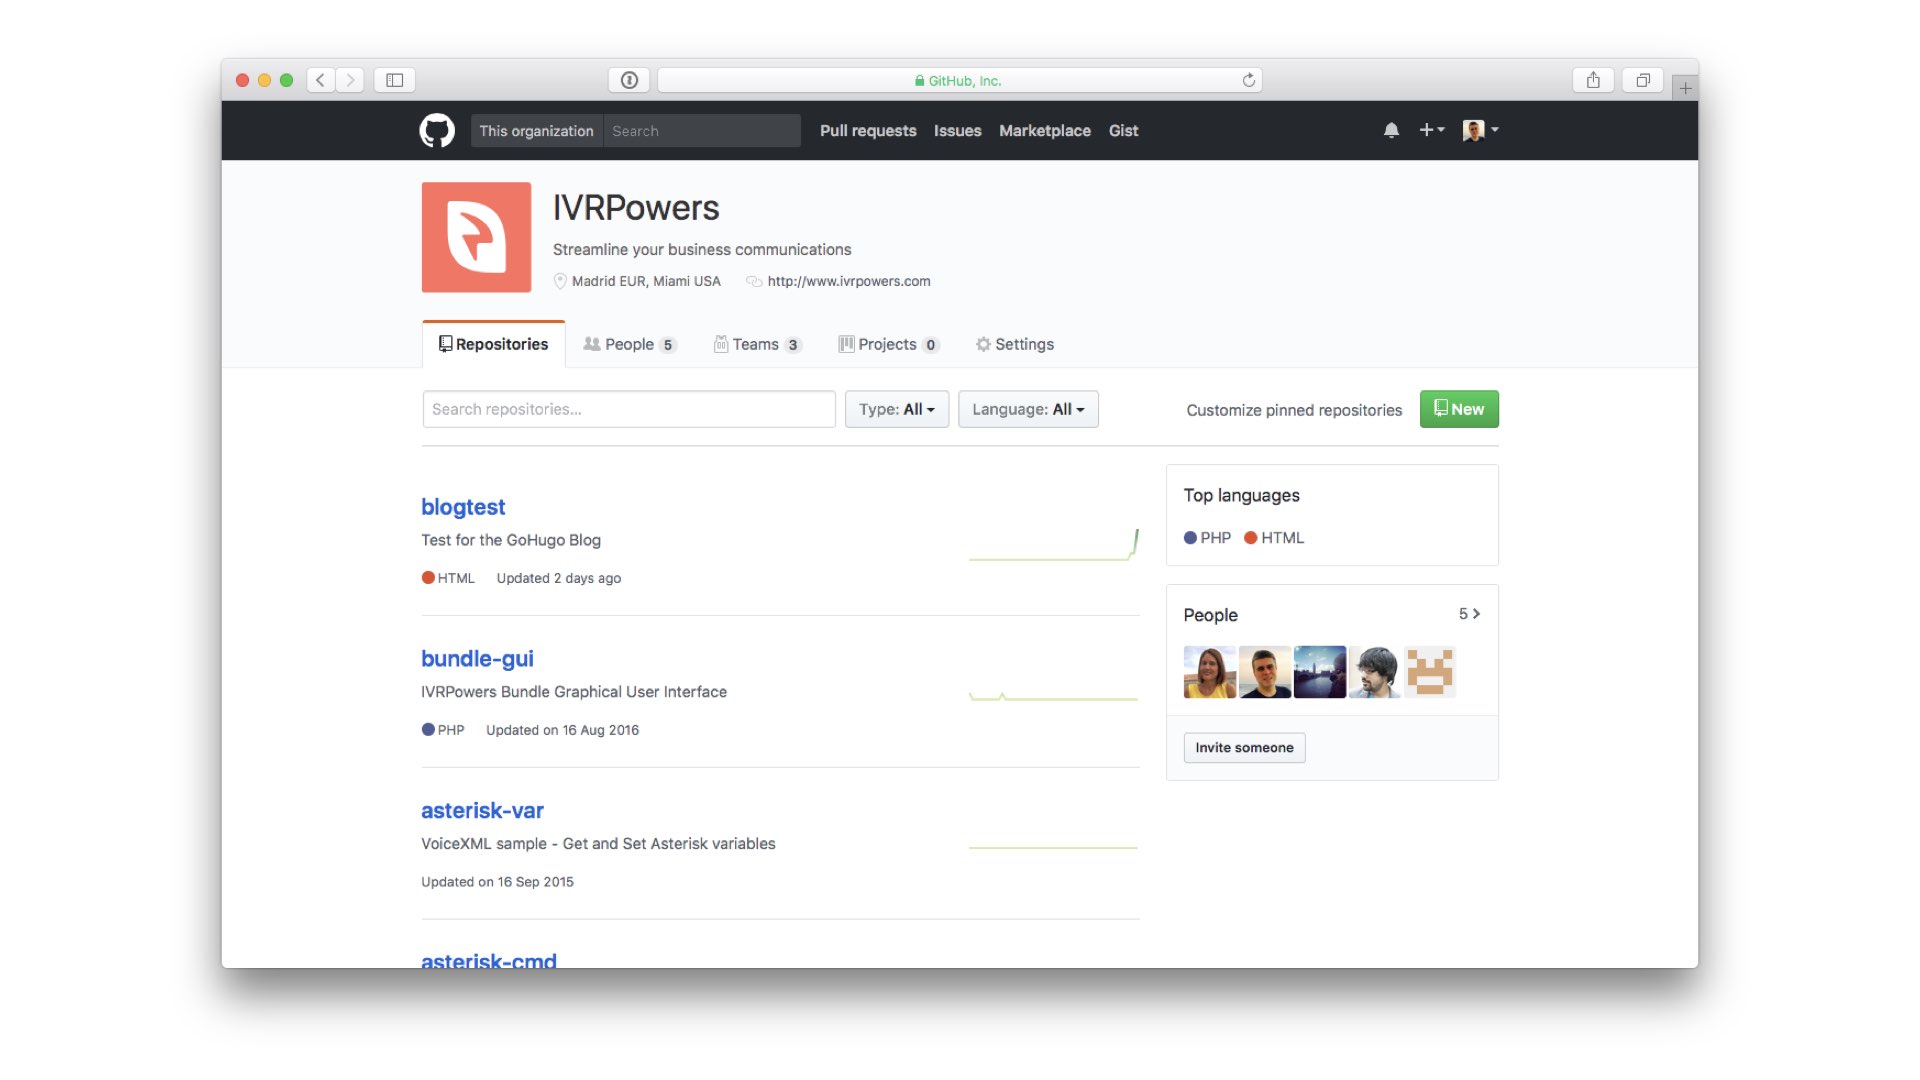 GitHub, Inc.
This organization Search Pull requests Issues Marketplace Gist
IVRPowers
Streamline your business communications
Madrid EUR, Miami USA http://www.ivrpowers.com
Repositories People 5 Teams 3 Projects 0 Settings
Search repositories... Type: All Language: All Customize pinned repositories New
blogtest
Test for the GoHugo Blog
HTML Updated 2 days ago
bundle-gui
IVRPowers Bundle Graphical User Interface
PHP Updated on 16 Aug 2016
asterisk-var
VoiceXML sample - Get and Set Asterisk variables
Updated on 16 Sep 2015
asterisk-cmd
Top languages
PHP HTML
People 5
Invite someone